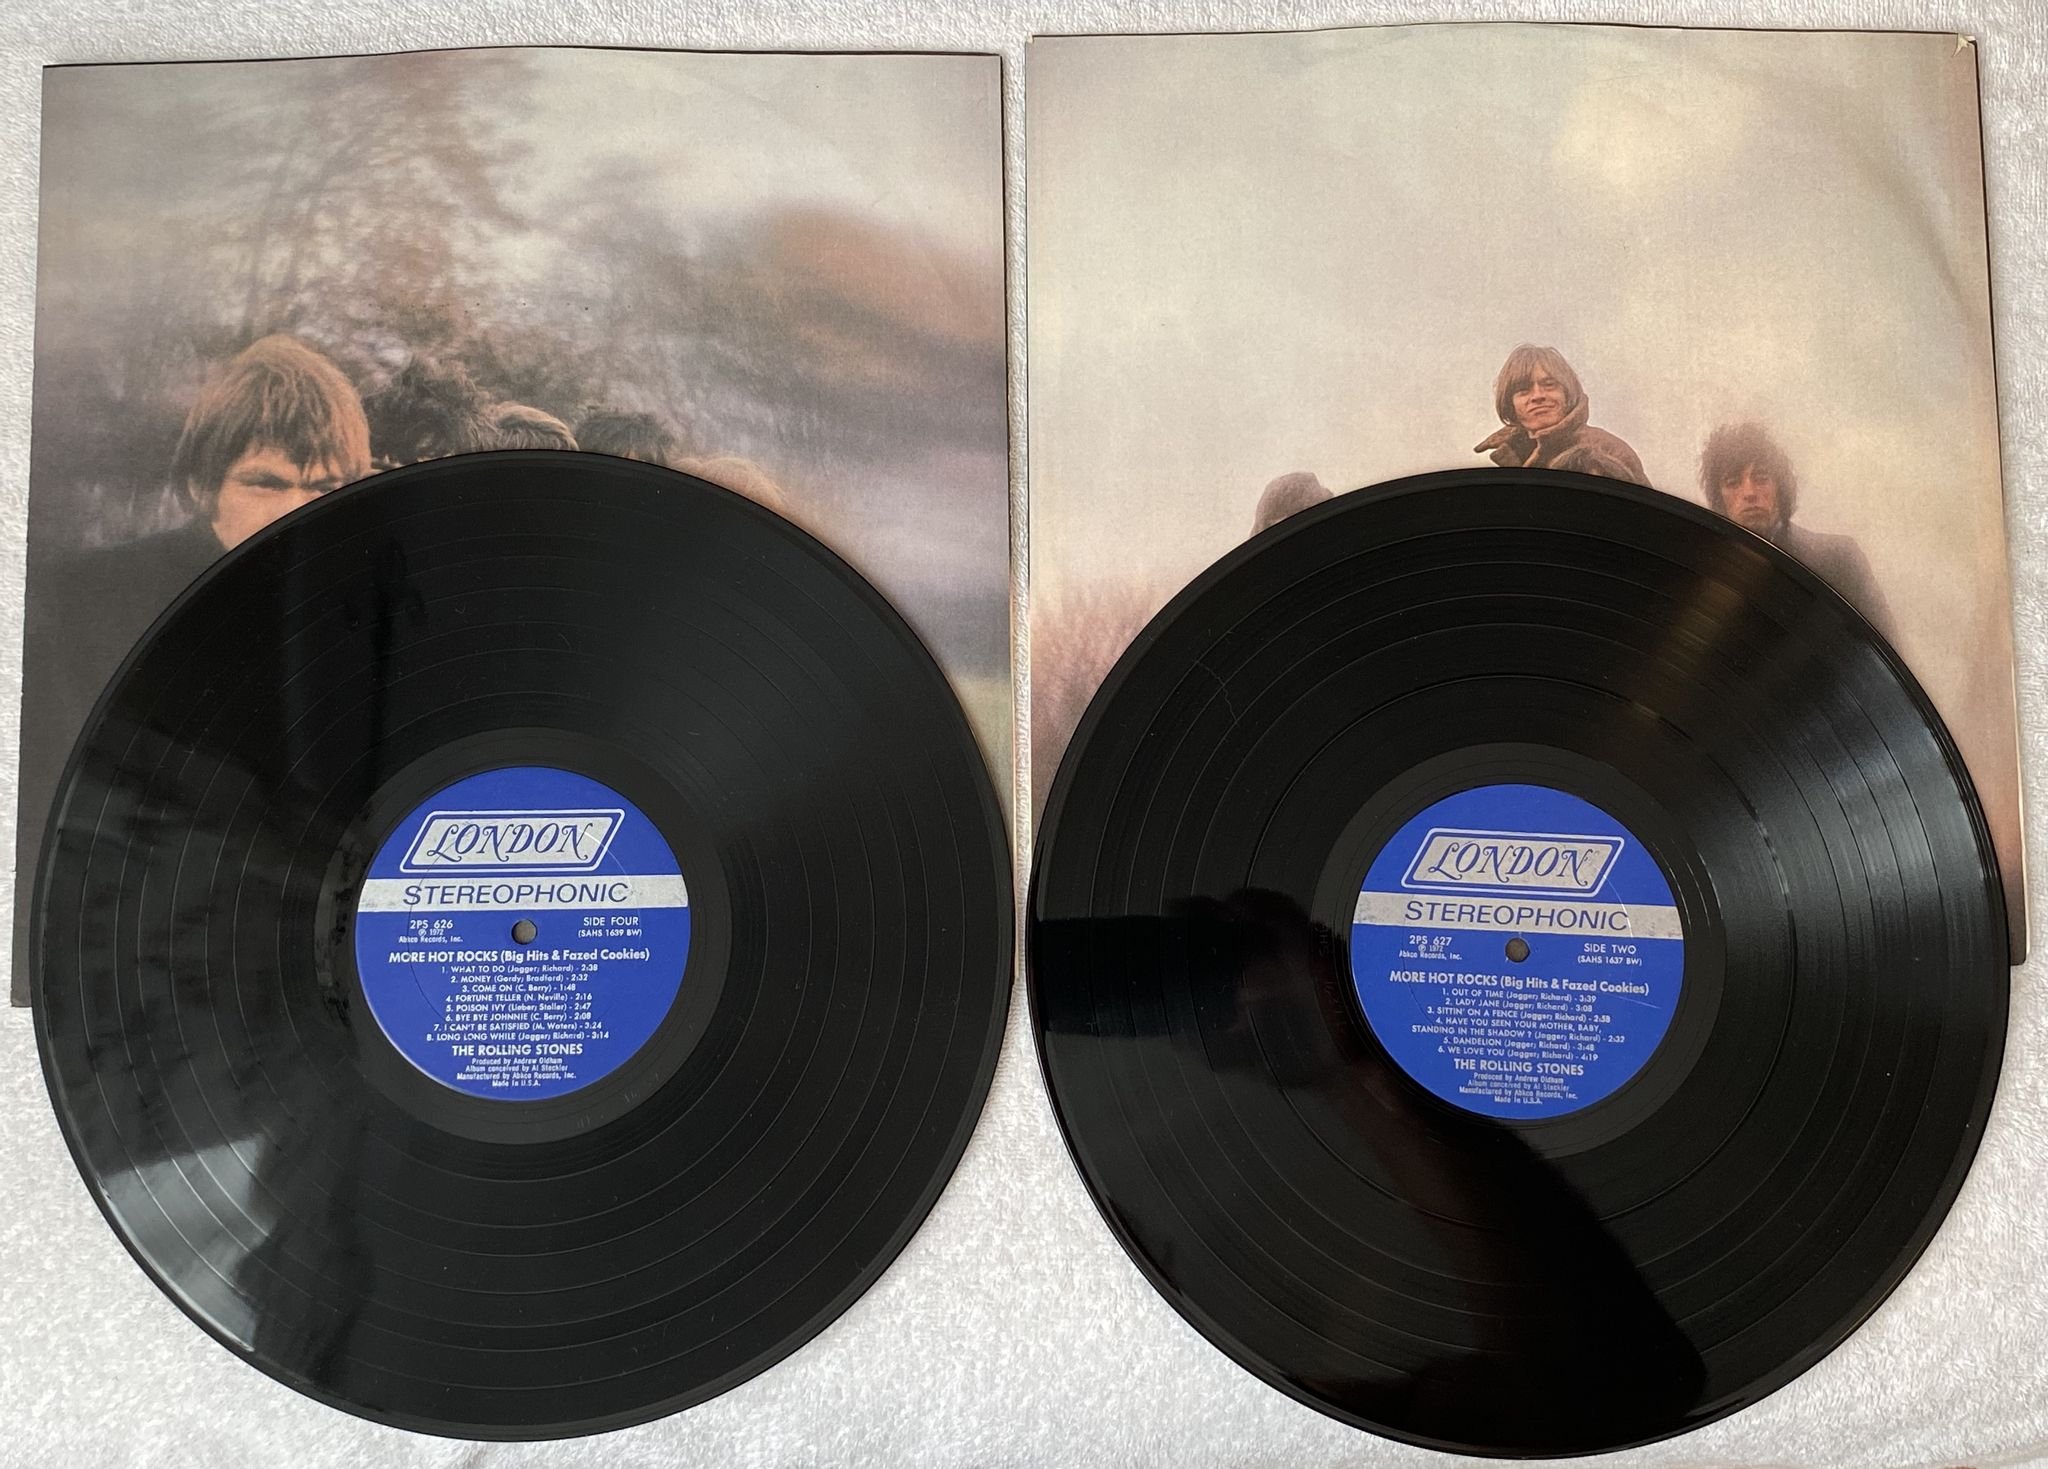 LONDON
STEREOPHONIC
2PS 626
SIDE FOUR
℗ 1972
(SAHS 1639 BW)
Abkco Records, Inc.
MORE HOT ROCKS (Big Hits & Fazed Cookies)
1. WHAT TO DO (Jagger; Richard) - 2:38
2. MONEY (Gordy; Bradford) - 2:32
3. COME ON (C. Berry) - 1:48
4. FORTUNE TELLER (N. Neville) - 2:16
5. POISON IVY (Lieber; Stoller) - 2:47
6. BYE BYE JOHNNIE (C. Berry) - 2:08
7. I CAN'T BE SATISFIED (M. Waters) - 3:24
8. LONG LONG WHILE (Jagger; Richard) - 3:14
THE ROLLING STONES
Produced by Andrew Oldham
Album conceived by Al Steckler
Manufactured by Abkco Records, Inc.
Made in U.S.A.
LONDON
STEREOPHONIC
2PS 627
SIDE TWO
℗ 1972
(SAHS 1637 BW)
Abkco Records, Inc.
MORE HOT ROCKS (Big Hits & Fazed Cookies)
1. OUT OF TIME (Jagger; Richard) - 3:39
2. LADY JANE (Jagger; Richard) - 3:08
3. SITTIN' ON A FENCE (Jagger; Richard) - 2:58
4. HAVE YOU SEEN YOUR MOTHER, BABY,
STANDING IN THE SHADOW ? (Jagger; Richard) - 2:32
5. DANDELION (Jagger; Richard) - 3:48
6. WE LOVE YOU (Jagger; Richard) - 4:19
THE ROLLING STONES
Produced by Andrew Oldham
Album conceived by Al Steckler
Manufactured by Abkco Records, Inc.
Made in U.S.A.